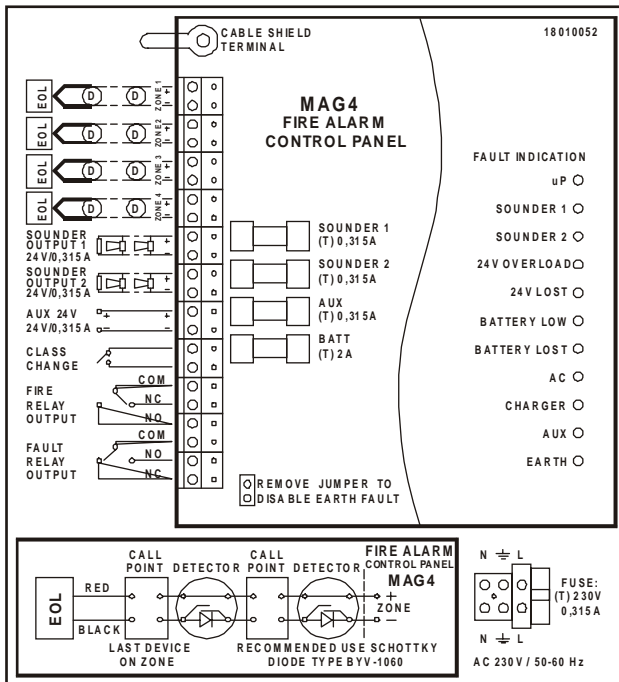 CABLE SHIELD
TERMINAL
18010052
MAG4
FIRE ALARM
CONTROL PANEL
EOL D D ZONE 1 + -
EOL D D ZONE 2 + -
EOL D D ZONE 3 + -
EOL D D ZONE 4 + -
SOUNDER
OUTPUT 1
24V/0,315A
+
-
SOUNDER
OUTPUT 2
24V/0,315A
+
-
AUX 24V
24V/0,315A
+
-
CLASS
CHANGE
FIRE
RELAY
OUTPUT
COM
NC
NO
FAULT
RELAY
OUTPUT
COM
NO
NC
SOUNDER 1
(T) 0,315A
SOUNDER 2
(T) 0,315A
AUX
(T) 0,315A
BATT
(T) 2A
REMOVE JUMPER TO
DISABLE EARTH FAULT
FAULT INDICATION
uP
SOUNDER 1
SOUNDER 2
24V OVERLOAD
24V LOST
BATTERY LOW
BATTERY LOST
AC
CHARGER
AUX
EARTH
EOL
RED
BLACK
CALL
POINT
DETECTOR
CALL
POINT
DETECTOR
FIRE ALARM
CONTROL PANEL
MAG4
+
ZONE
-
LAST DEVICE
ON ZONE
RECOMMENDED USE SCHOTTKY
DIODE TYPE BYV-1060
N L
FUSE:
(T) 230V
0,315A
N L
AC 230V / 50-60 Hz